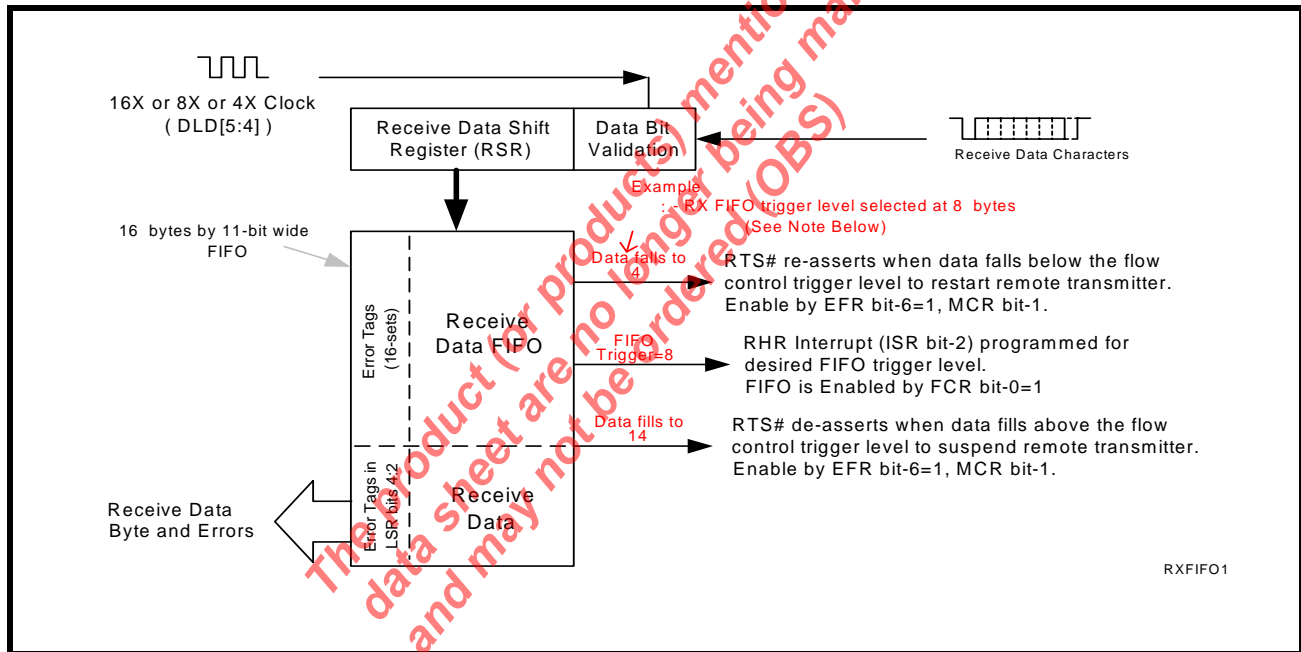 16X or 8X or 4X Clock
( DLD[5:4] )
Receive Data Shift
Register (RSR)
Data Bit
Validation
Receive Data Characters
Example
: - RX FIFO trigger level selected at 8 bytes
(See Note Below)
16 bytes by 11-bit wide
FIFO
Data falls to
4
RTS# re-asserts when data falls below the flow
control trigger level to restart remote transmitter.
Enable by EFR bit-6=1, MCR bit-1.
Error Tags
(16-sets)
Receive
Data FIFO
FIFO
Trigger=8
RHR Interrupt (ISR bit-2) programmed for
desired FIFO trigger level.
FIFO is Enabled by FCR bit-0=1
Data fills to
14
RTS# de-asserts when data fills above the flow
control trigger level to suspend remote transmitter.
Enable by EFR bit-6=1, MCR bit-1.
Error Tags in
LSR bits 4:2
Receive
Data
Receive Data
Byte and Errors
RXFIFO1
The product (or products) mentio
data sheet are no longer being ma
and may not be ordered (OBS)